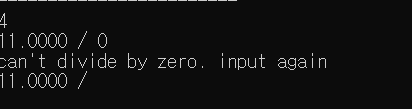 4
11.0000 / 0
can't divide by zero. input again
11.0000 /